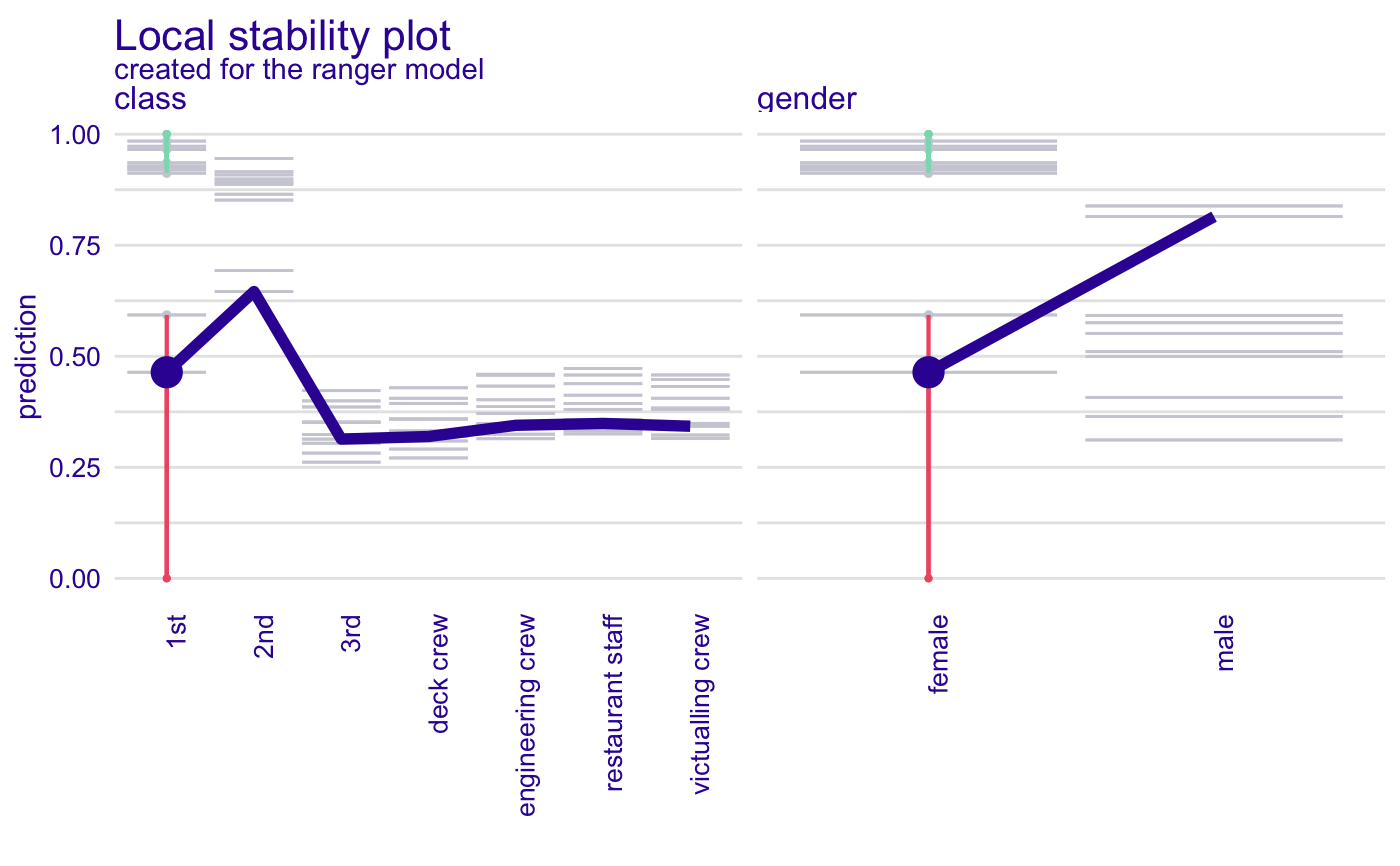 Local stability plot
created for the ranger model
class
gender
prediction
1.00
0.75
0.50
0.25
0.00
1st
2nd
3rd
deck crew
engineering crew
restaurant staff
victualling crew
female
male